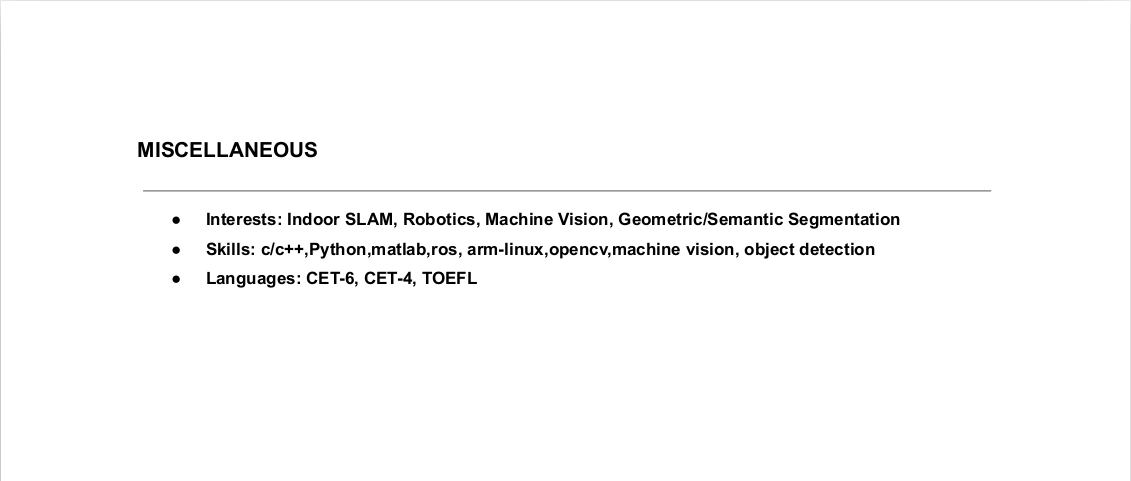 MISCELLANEOUS
● Interests: Indoor SLAM, Robotics, Machine Vision, Geometric/Semantic Segmentation
● Skills: c/c++,Python,matlab,ros, arm-linux,opencv,machine vision, object detection
● Languages: CET-6, CET-4, TOEFL